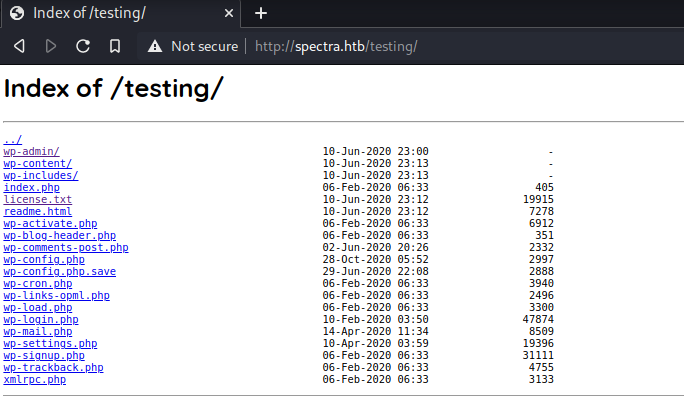 Index of /testing/
Not secure | http://spectra.htb/testing/
Index of /testing/
../
wp-admin/ 10-Jun-2020 23:00 -
wp-content/ 10-Jun-2020 23:13 -
wp-includes/ 10-Jun-2020 23:13 -
index.php 06-Feb-2020 06:33 405
license.txt 10-Jun-2020 23:12 19915
readme.html 10-Jun-2020 23:12 7278
wp-activate.php 06-Feb-2020 06:33 6912
wp-blog-header.php 06-Feb-2020 06:33 351
wp-comments-post.php 02-Jun-2020 20:26 2332
wp-config.php 28-Oct-2020 05:52 2997
wp-config.php.save 29-Jun-2020 22:08 2888
wp-cron.php 06-Feb-2020 06:33 3940
wp-links-opml.php 06-Feb-2020 06:33 2496
wp-load.php 06-Feb-2020 06:33 3300
wp-login.php 10-Feb-2020 03:50 47874
wp-mail.php 14-Apr-2020 11:34 8509
wp-settings.php 10-Apr-2020 03:59 19396
wp-signup.php 06-Feb-2020 06:33 31111
wp-trackback.php 06-Feb-2020 06:33 4755
xmlrpc.php 06-Feb-2020 06:33 3133